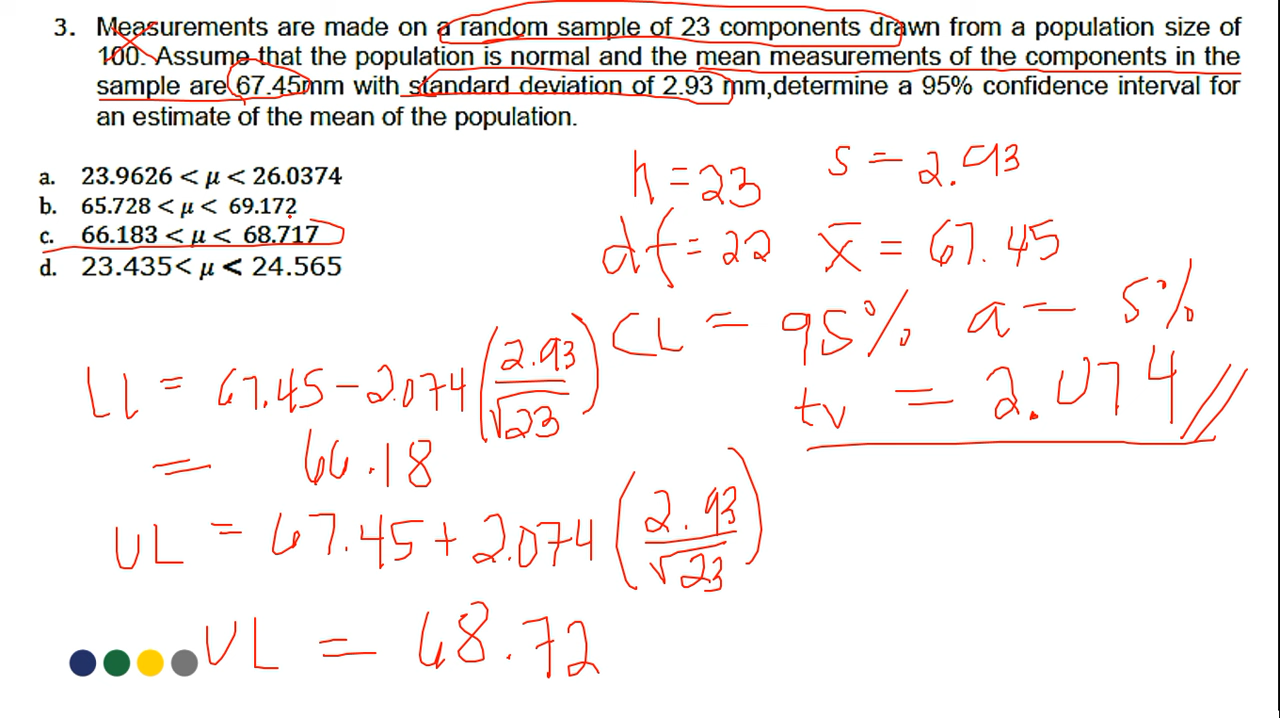 3. Measurements are made on a random sample of 23 components drawn from a population size of
100. Assume that the population is normal and the mean measurements of the components in the
sample are 67.45mm with standard deviation of 2.93 mm,determine a 95% confidence interval for
an estimate of the mean of the population.
a. 23.9626 < μ < 26.0374
b. 65.728 < μ < 69.172
c. 66.183 < μ < 68.717
d. 23.435< μ < 24.565
n = 23 s = 2.93
df = 22 x̄ = 67.45
CL = 95% a = 5%
tv = 2.074
LL = 67.45 - 2.074 (2.93/√23)
= 66.18
UL = 67.45 + 2.074 (2.93/√23)
UL = 68.72